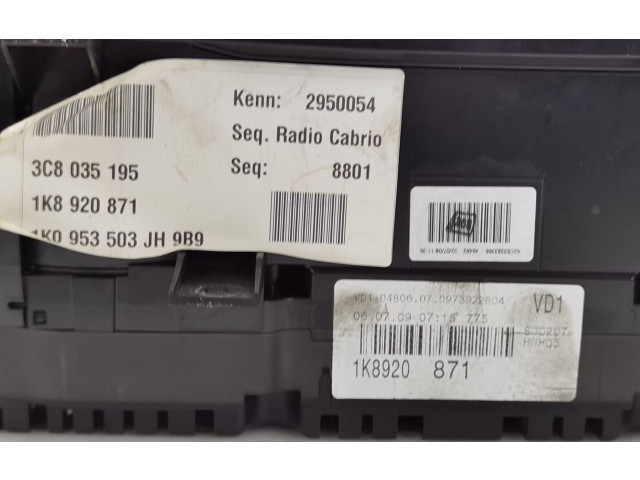 Kenn: 2950054
Seq. Radio Cabrio
Seq: 8801
3C8 035 195
1K8 920 871
1K0 953 503 JH 9B9
VD1
06.07.09 07:15 775
1K8920 871